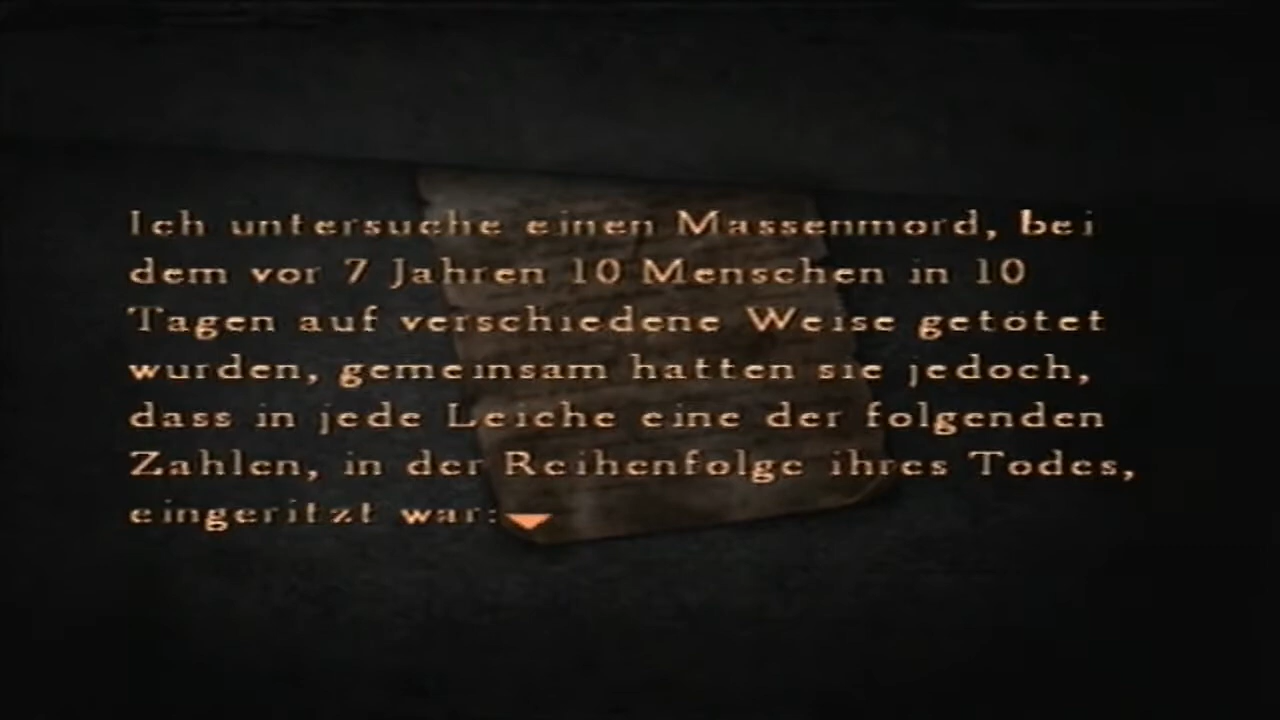 Ich untersuche einen Massenmord, bei
dem vor 7 Jahren 10 Menschen in 10
Tagen auf verschiedene Weise getötet
wurden, gemeinsam hatten sie jedoch,
dass in jede Leiche eine der folgenden
Zahlen, in der Reihenfolge ihres Todes,
eingeritzt war: